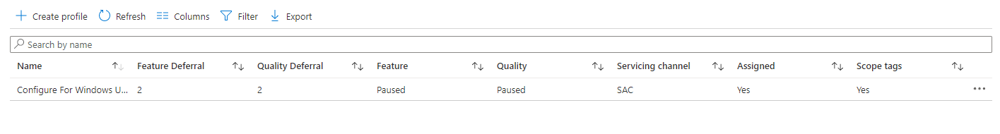 Create profile Refresh Columns Filter Export
Search by name
Name Feature Deferral Quality Deferral Feature Quality Servicing channel Assigned Scope tags
Configure For Windows U... 2 2 Paused Paused SAC Yes Yes